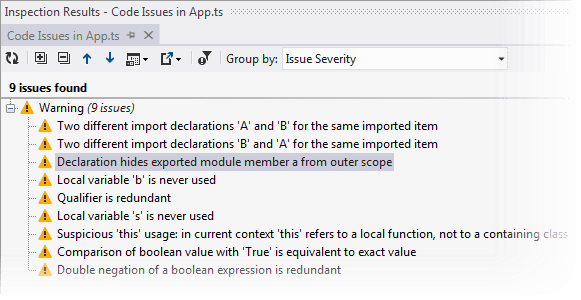 Inspection Results - Code Issues in App.ts
Code Issues in App.ts
Group by: Issue Severity
9 issues found
Warning (9 issues)
Two different import declarations 'A' and 'B' for the same imported item
Two different import declarations 'B' and 'A' for the same imported item
Declaration hides exported module member a from outer scope
Local variable 'b' is never used
Qualifier is redundant
Local variable 's' is never used
Suspicious 'this' usage: in current context 'this' refers to a local function, not to a containing class
Comparison of boolean value with 'True' is equivalent to exact value
Double negation of a boolean expression is redundant